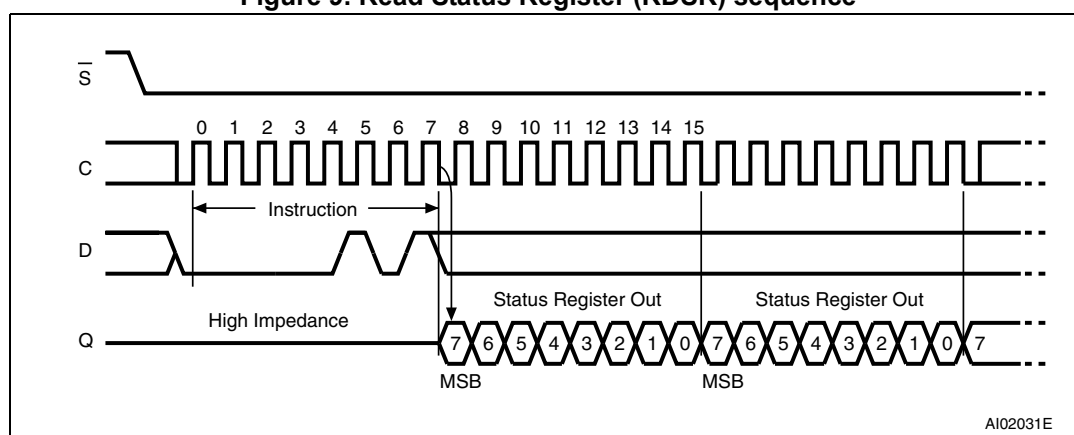 Figure 9. Read Status Register (RDSR) sequence
S
0 1 2 3 4 5 6 7 8 9 10 11 12 13 14 15
C
Instruction
D
Status Register Out Status Register Out
High Impedance
Q
7 6 5 4 3 2 1 0 7 6 5 4 3 2 1 0 7
MSB MSB
AI02031E